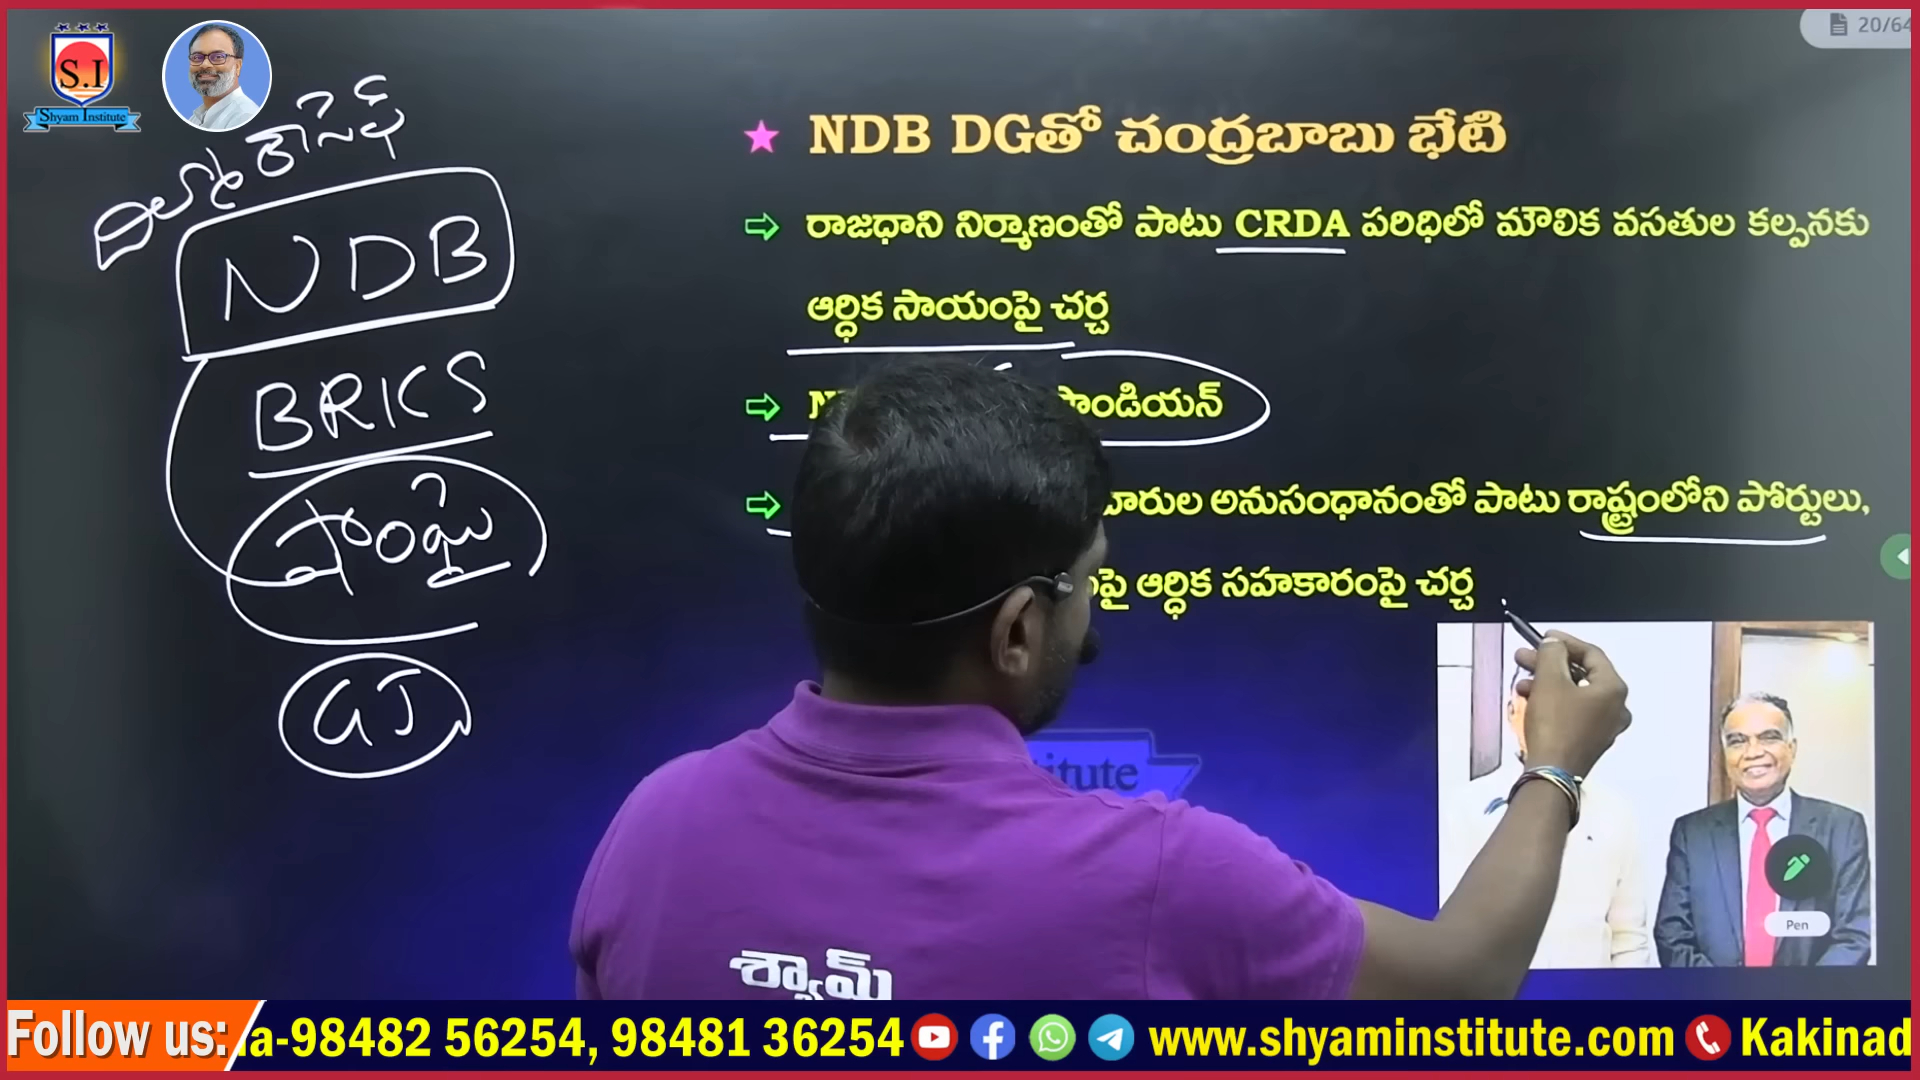 S.I
Shyam Institute
20/64
దిల్మారౌసెఫ్
NDB
BRICS
షాంఘై
GJ
★ NDB DGతో చంద్రబాబు భేటి
⇨ రాజధాని నిర్మాణంతో పాటు CRDA పరిధిలో మౌలిక వసతుల కల్పనకు
ఆర్ధిక సాయంపై చర్చ
⇨ పాండియన్
⇨ అనుసంధానంతో పాటు రాష్ట్రంలోని పోర్టులు,
ఆర్ధిక సహకారంపై చర్చ
Pen
శ్యామ్
Follow us:
98482 56254, 98481 36254 www.shyaminstitute.com Kakinad